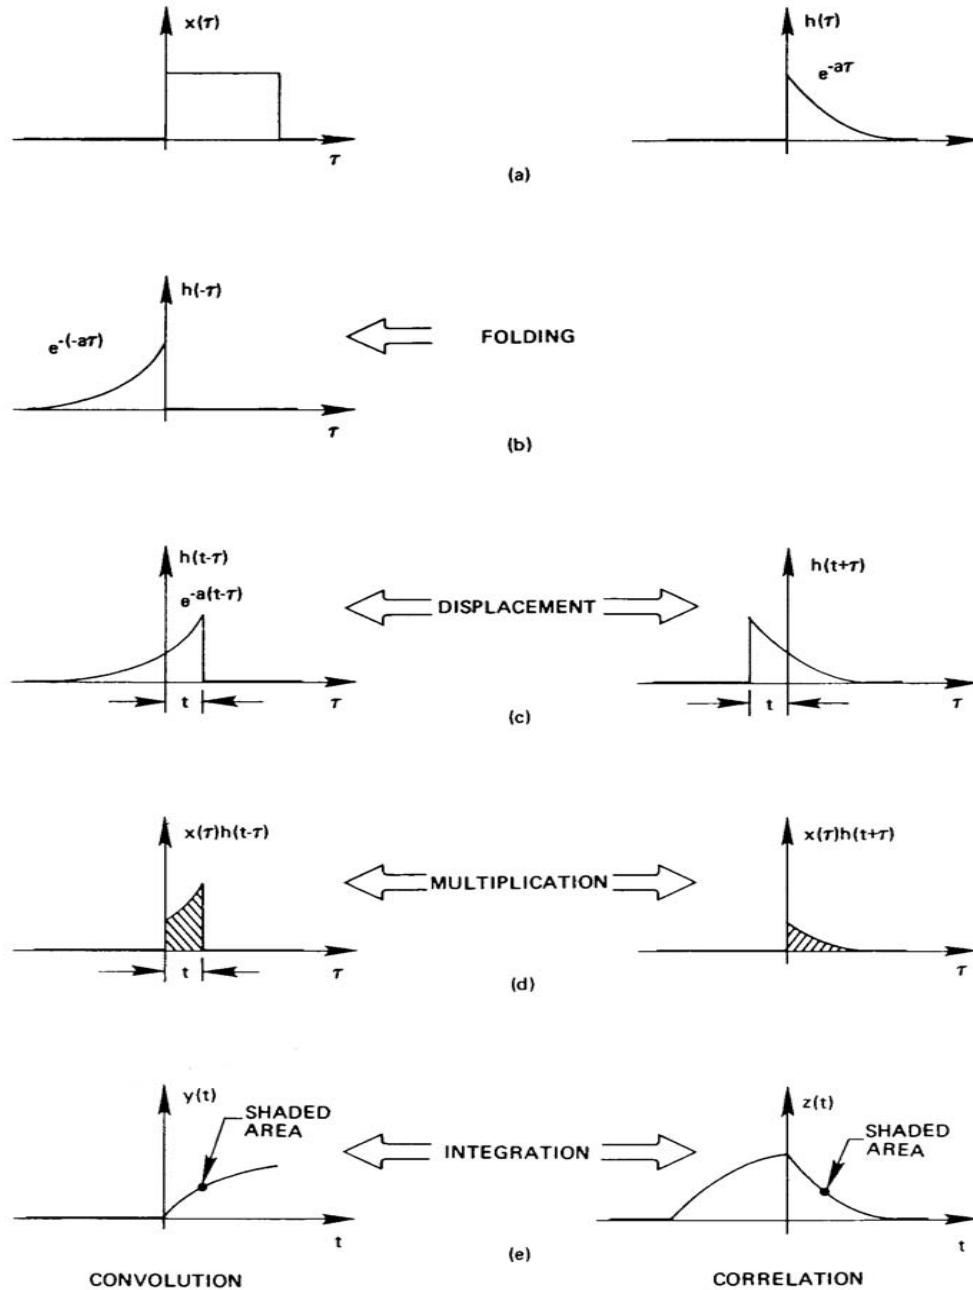 x(τ)
h(τ)
e^-aτ
τ
(a)
h(-τ)
e^-(-aτ)
FOLDING
τ
(b)
h(t-τ)
h(t+τ)
e^-a(t-τ)
DISPLACEMENT
t
τ
t
τ
(c)
x(τ)h(t-τ)
x(τ)h(t+τ)
MULTIPLICATION
t
τ
τ
(d)
y(t)
z(t)
SHADED
AREA
SHADED
AREA
INTEGRATION
t
t
(e)
CONVOLUTION
CORRELATION